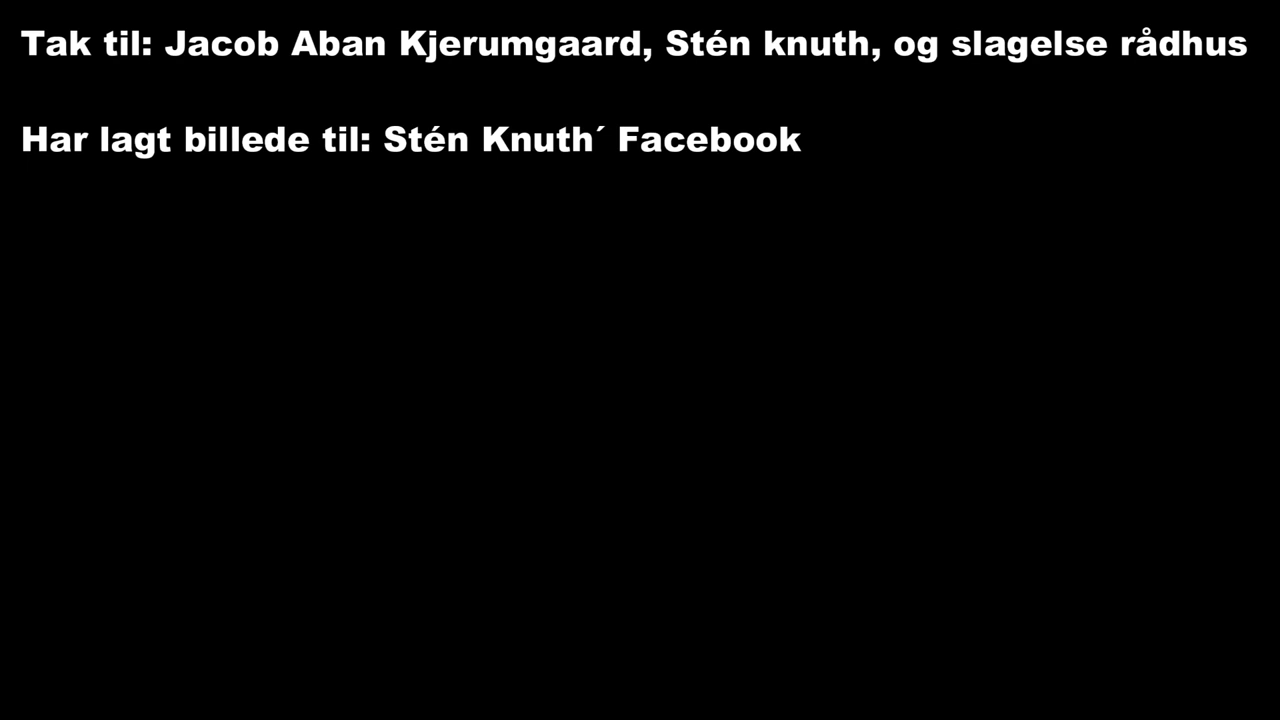 Tak til: Jacob Aban Kjerumgaard, Stén knuth, og slagelse rådhus
Har lagt billede til: Stén Knuth´ Facebook